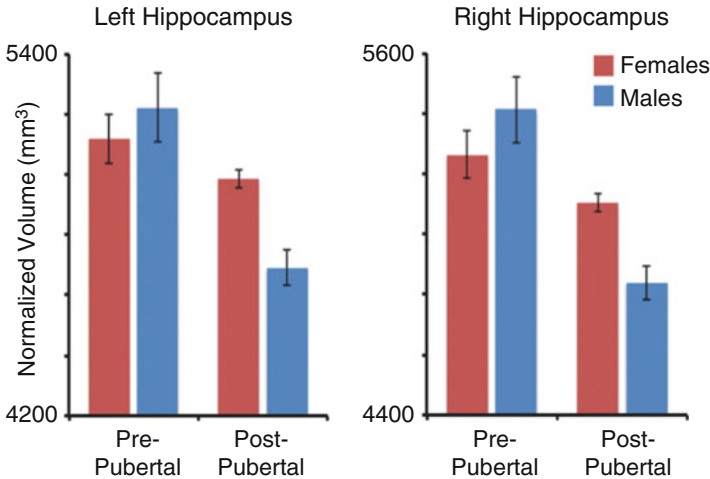 Left Hippocampus
Right Hippocampus
5400
5600
Females
Males
Normalized Volume (mm³)
4200
4400
Pre-
Pubertal
Post-
Pubertal
Pre-
Pubertal
Post-
Pubertal